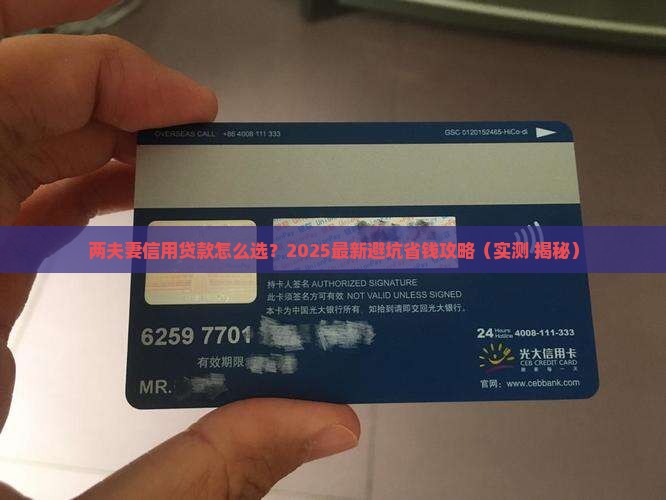 OVERSEAS CALL: +86 4008 111 333
GSC 0120152465-HiCo-di
两夫妻信用贷款怎么选？2025最新避坑省钱攻略（实测 揭秘）
持卡人签名 AUTHORIZED SIGNATURE
此卡须签名方可有效 NOT VALID UNLESS SIGNED
本卡为中国光大银行所有，如拾到请即交回光大银行。
6259 7701
24 Hours Hotline 4008-111-333
有效期限
光大信用卡
CEB CREDIT CARD
MR.
官网：www.cebbank.com